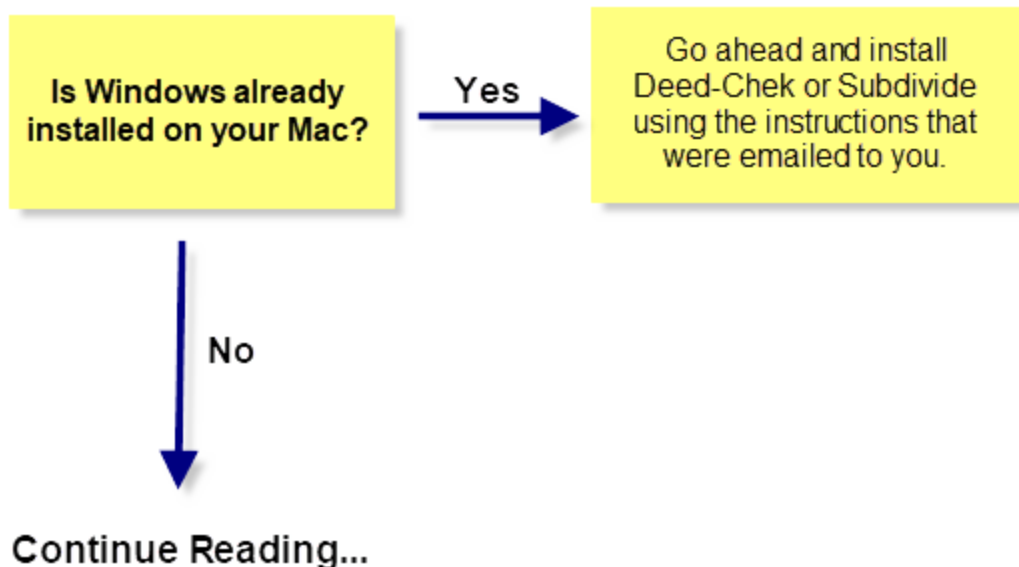 Is Windows already
installed on your Mac?
Yes
Go ahead and install
Deed-Chek or Subdivide
using the instructions that
were emailed to you.
No
Continue Reading...